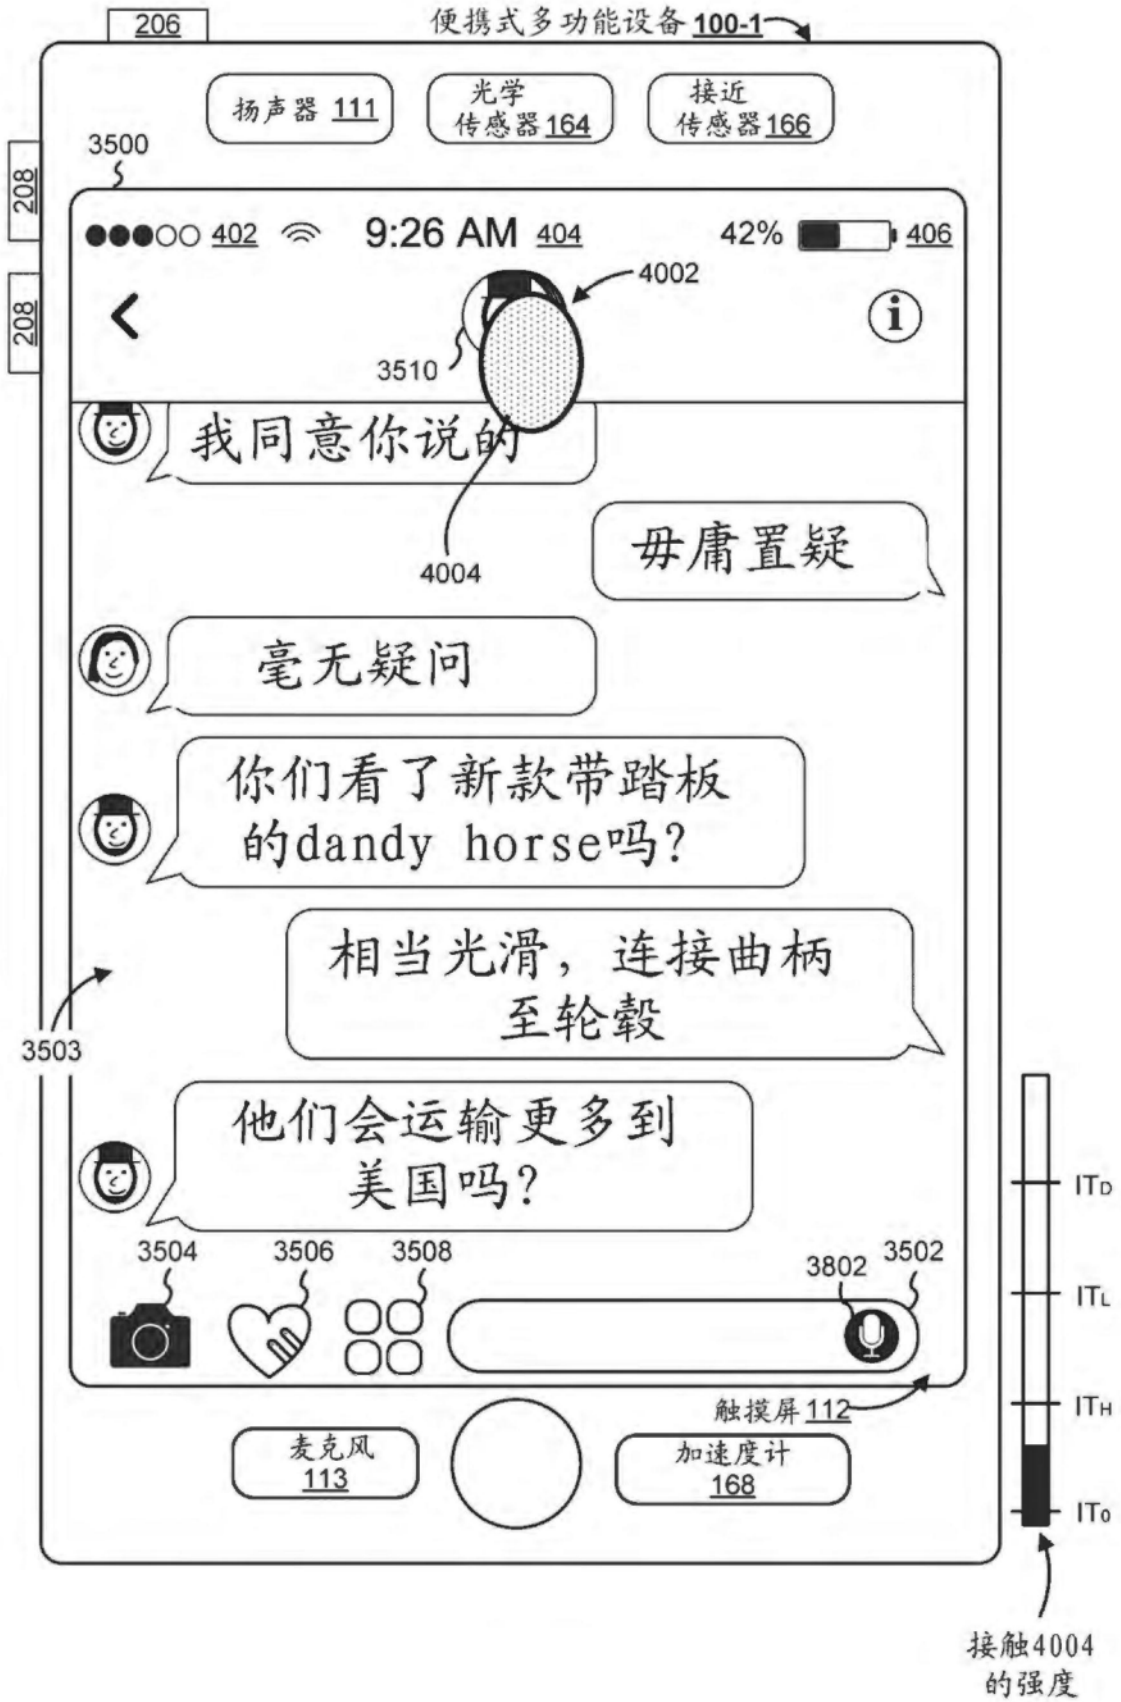 206
便携式多功能设备 100-1
扬声器 111
光学
传感器 164
接近
传感器 166
3500
208
208
402
9:26 AM 404
42%
406
4002
i
3510
我同意你说的
4004
毋庸置疑
毫无疑问
你们看了新款带踏板
的dandy horse吗?
相当光滑，连接曲柄
至轮毂
3503
他们会运输更多到
美国吗?
3504
3506
3508
3802
3502
触摸屏 112
麦克风
113
加速度计
168
ITD
ITL
ITH
IT0
接触4004
的强度